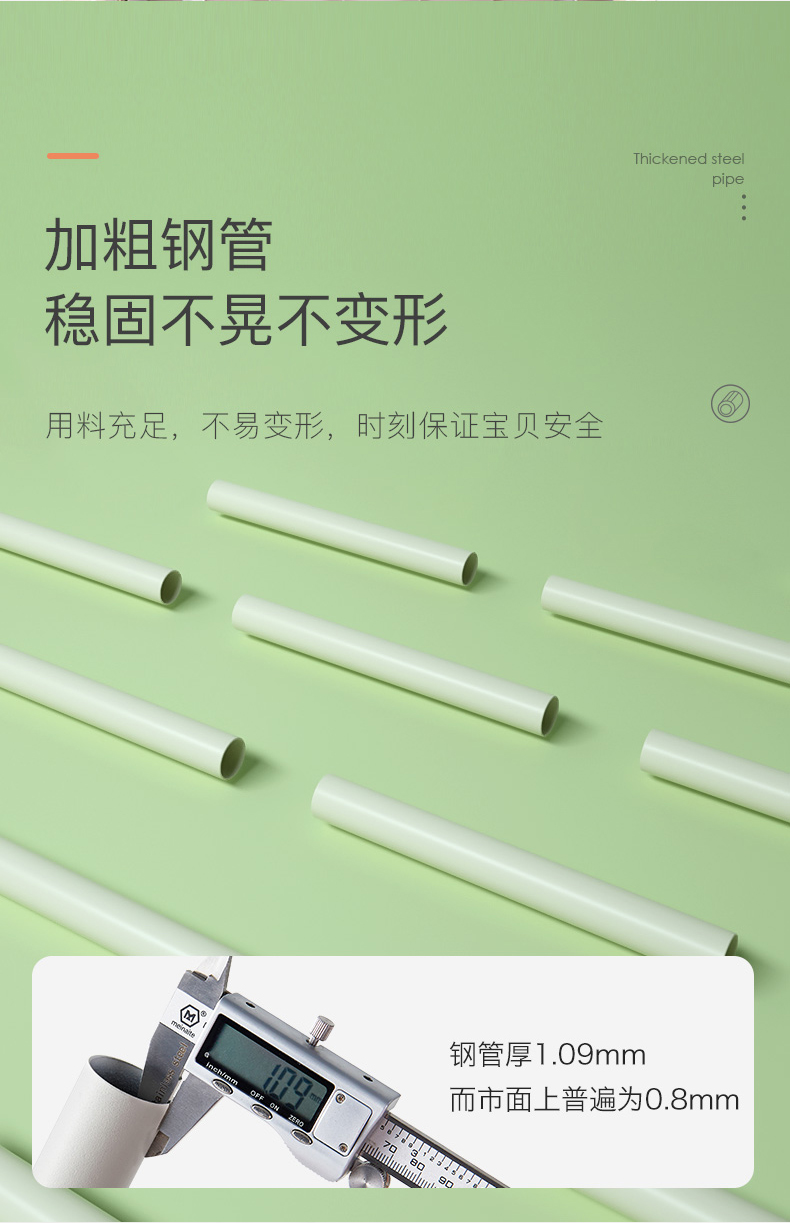 Thickened steel
pipe
加粗钢管
稳固不晃不变形
用料充足，不易变形，时刻保证宝贝安全
meinaite
®
inch/mm
OFF
ON
ZERO
1.09 mm
70
80
90
钢管厚1.09mm
而市面上普遍为0.8mm